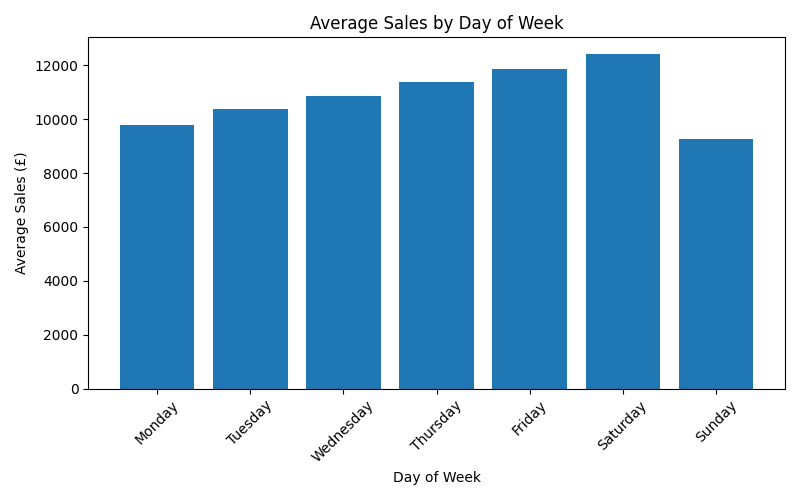 Average Sales by Day of Week
Average Sales (£)
12000
10000
8000
6000
4000
2000
0
Monday
Tuesday
Wednesday
Thursday
Friday
Saturday
Sunday
Day of Week